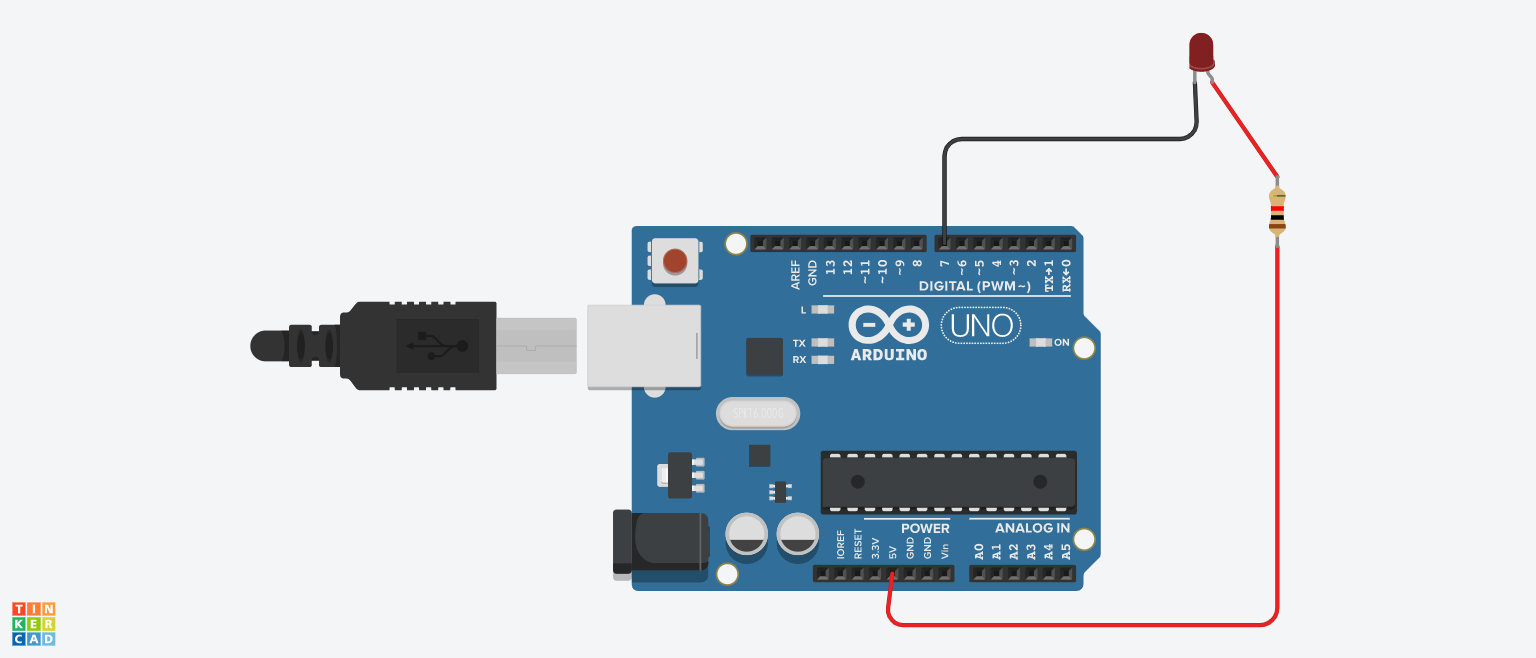 AREF
GND
13
12
~11
~10
~9
8
7
~6
~5
4
~3
2
TX→1
RX←0
DIGITAL (PWM~)
L
TX
RX
UNO
ON
ARDUINO
SPK16.000G
POWER
ANALOG IN
IOREF
RESET
3.3V
5V
GND
GND
Vin
A0
A1
A2
A3
A4
A5
TIN
KER
CAD